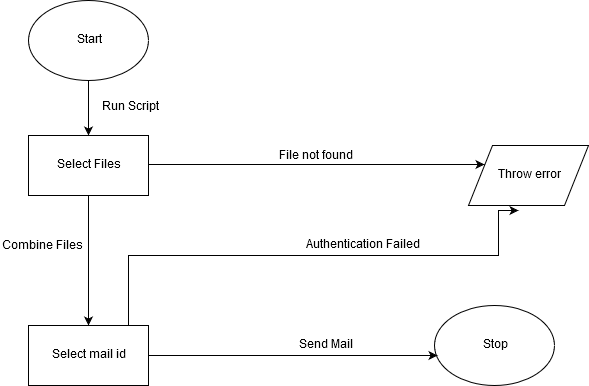 Start
Run Script
Select Files
File not found
Throw error
Combine Files
Authentication Failed
Select mail id
Send Mail
Stop